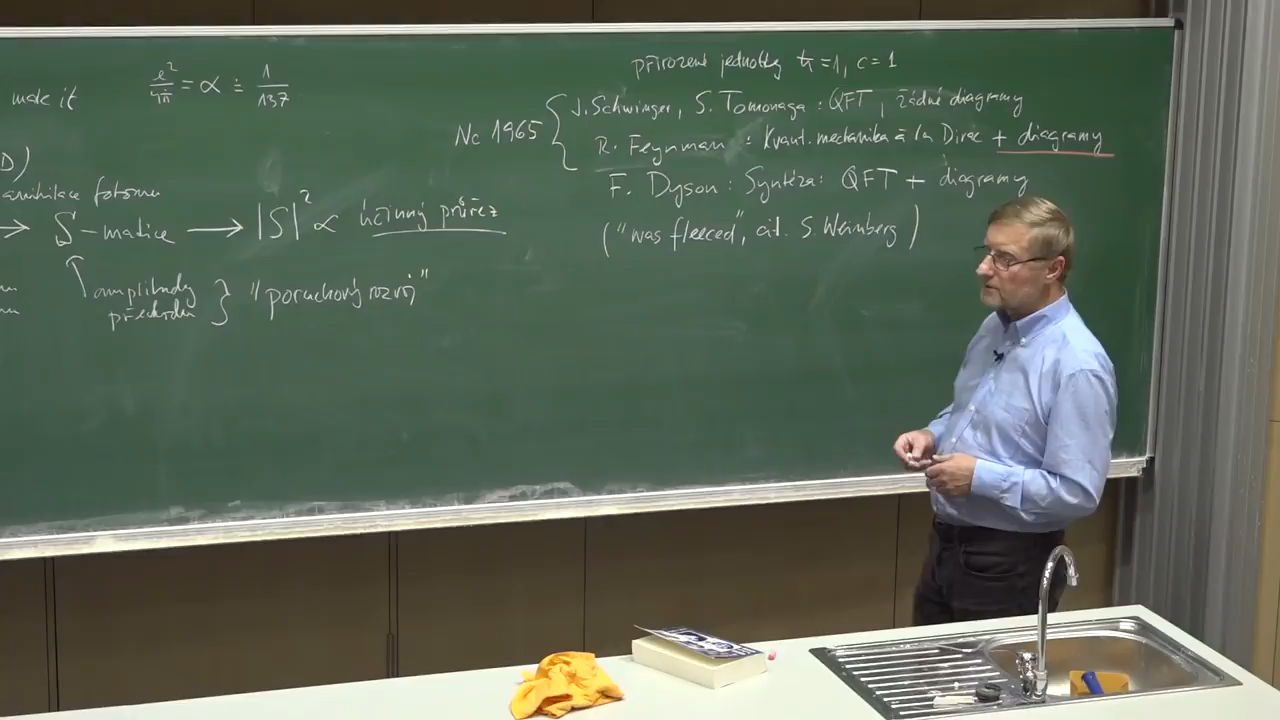 make it
e²/4π = α ≐ 1/137
D)
anihilace fotonu
→ S-matice → |S|² ∝ účinný průřez
amplitudy
přechodu } "poruchový rozvoj"
přirozené jednotky ħ=1, c=1
Nc 1965 { J. Schwinger, S. Tomonaga : QFT, žádné diagramy
R. Feynman : Kvant. mechanika à la Dirac + diagramy
F. Dyson : Syntéza: QFT + diagramy
("was fleeced", cit. S. Weinberg)